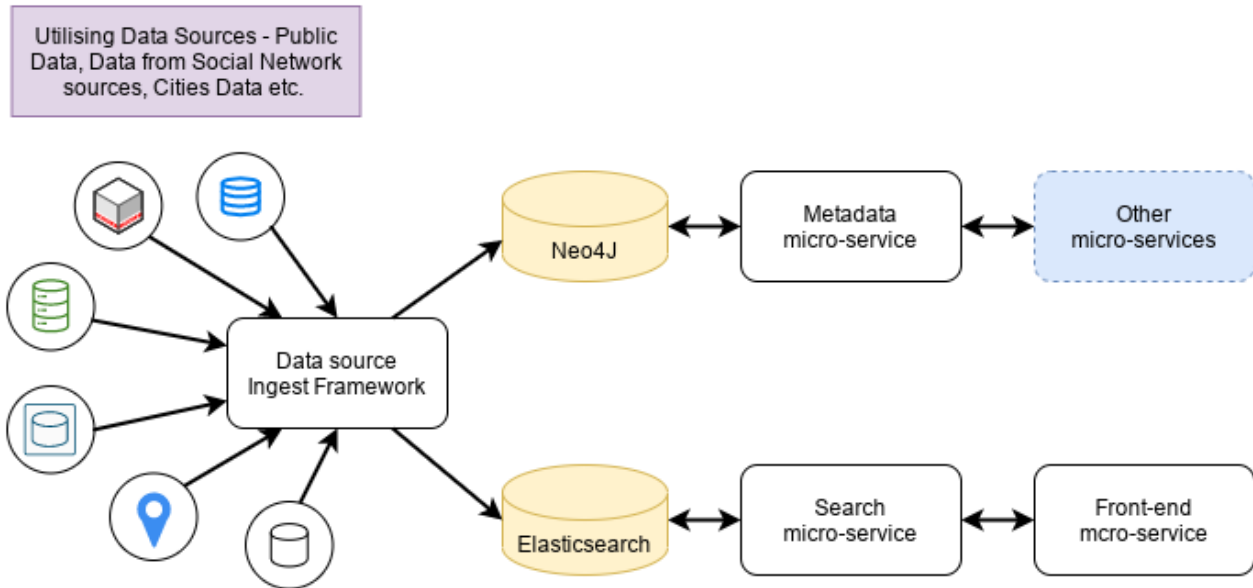 Utilising Data Sources - Public
Data, Data from Social Network
sources, Cities Data etc.
Neo4J
Metadata
micro-service
Other
micro-services
Data source
Ingest Framework
Elasticsearch
Search
micro-service
Front-end
mcro-service